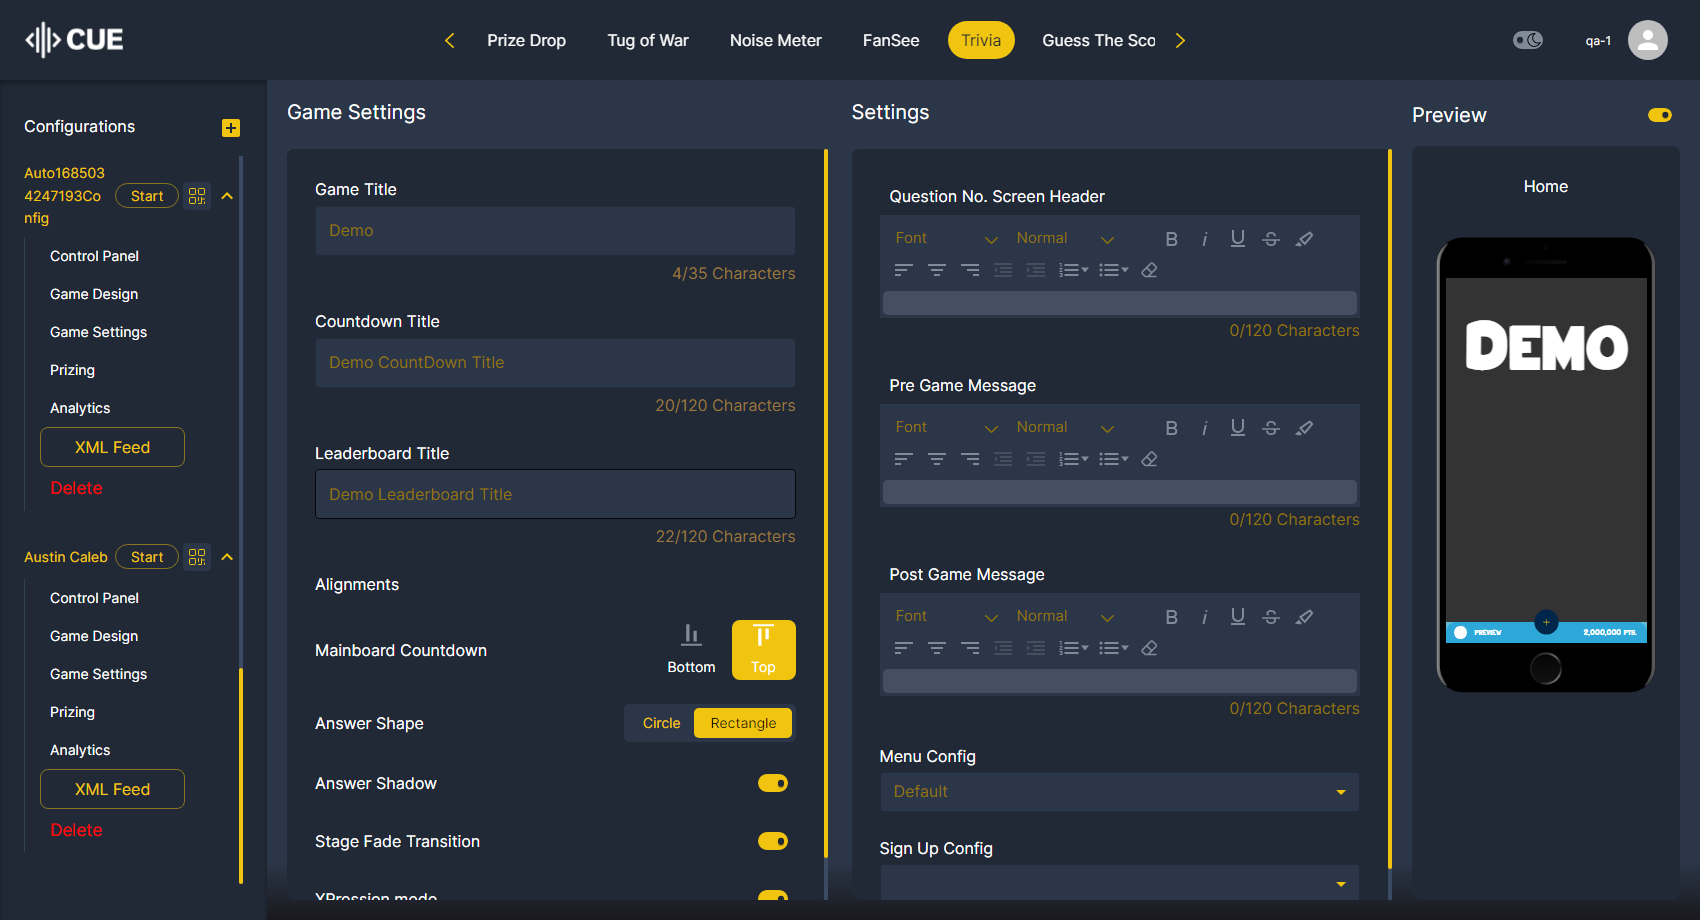 CUE
Prize Drop
Tug of War
Noise Meter
FanSee
Trivia
Guess The Sco
qa-1
Configurations
Auto168503
4247193Co
nfig
Start
Control Panel
Game Design
Game Settings
Prizing
Analytics
XML Feed
Delete
Austin Caleb
Start
Control Panel
Game Design
Game Settings
Prizing
Analytics
XML Feed
Delete
Game Settings
Game Title
Demo
4/35 Characters
Countdown Title
Demo CountDown Title
20/120 Characters
Leaderboard Title
Demo Leaderboard Title
22/120 Characters
Alignments
Mainboard Countdown
Bottom
Top
Answer Shape
Circle
Rectangle
Answer Shadow
Stage Fade Transition
XPression mode
Settings
Question No. Screen Header
Font
Normal
B i U S
0/120 Characters
Pre Game Message
Font
Normal
B i U S
0/120 Characters
Post Game Message
Font
Normal
B i U S
0/120 Characters
Menu Config
Default
Sign Up Config
Preview
Home
DEMO
PREVIEW
2,000,000 PTS.